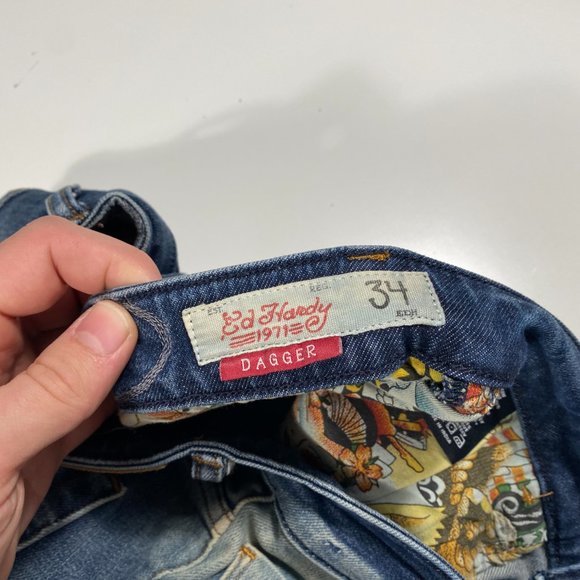 EST.
REG.
Ed Hardy
1971
34
EDH
DAGGER